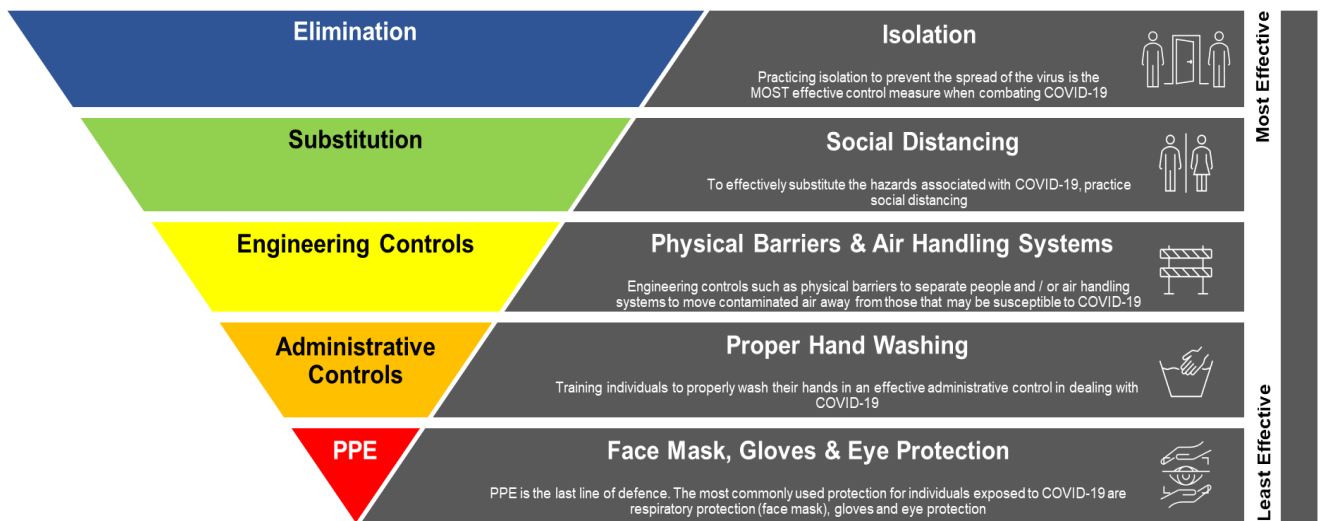 Elimination
Isolation
Practicing isolation to prevent the spread of the virus is the
MOST effective control measure when combating COVID-19
Substitution
Social Distancing
To effectively substitute the hazards associated with COVID-19, practice
social distancing
Engineering Controls
Physical Barriers & Air Handling Systems
Engineering controls such as physical barriers to separate people and / or air handling
systems to move contaminated air away from those that may be susceptible to COVID-19
Administrative
Controls
Proper Hand Washing
Training individuals to properly wash their hands in an effective administrative control in dealing with
COVID-19
PPE
Face Mask, Gloves & Eye Protection
PPE is the last line of defence. The most commonly used protection for individuals exposed to COVID-19 are
respiratory protection (face mask), gloves and eye protection
Most Effective
Least Effective